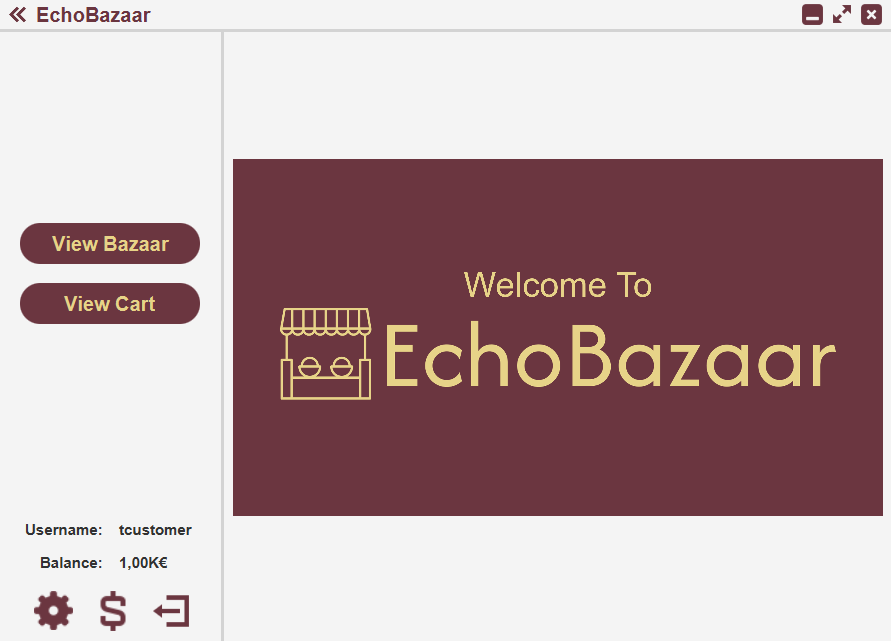 EchoBazaar
View Bazaar
View Cart
Welcome To
EchoBazaar
Username: tcustomer
Balance: 1,00K€